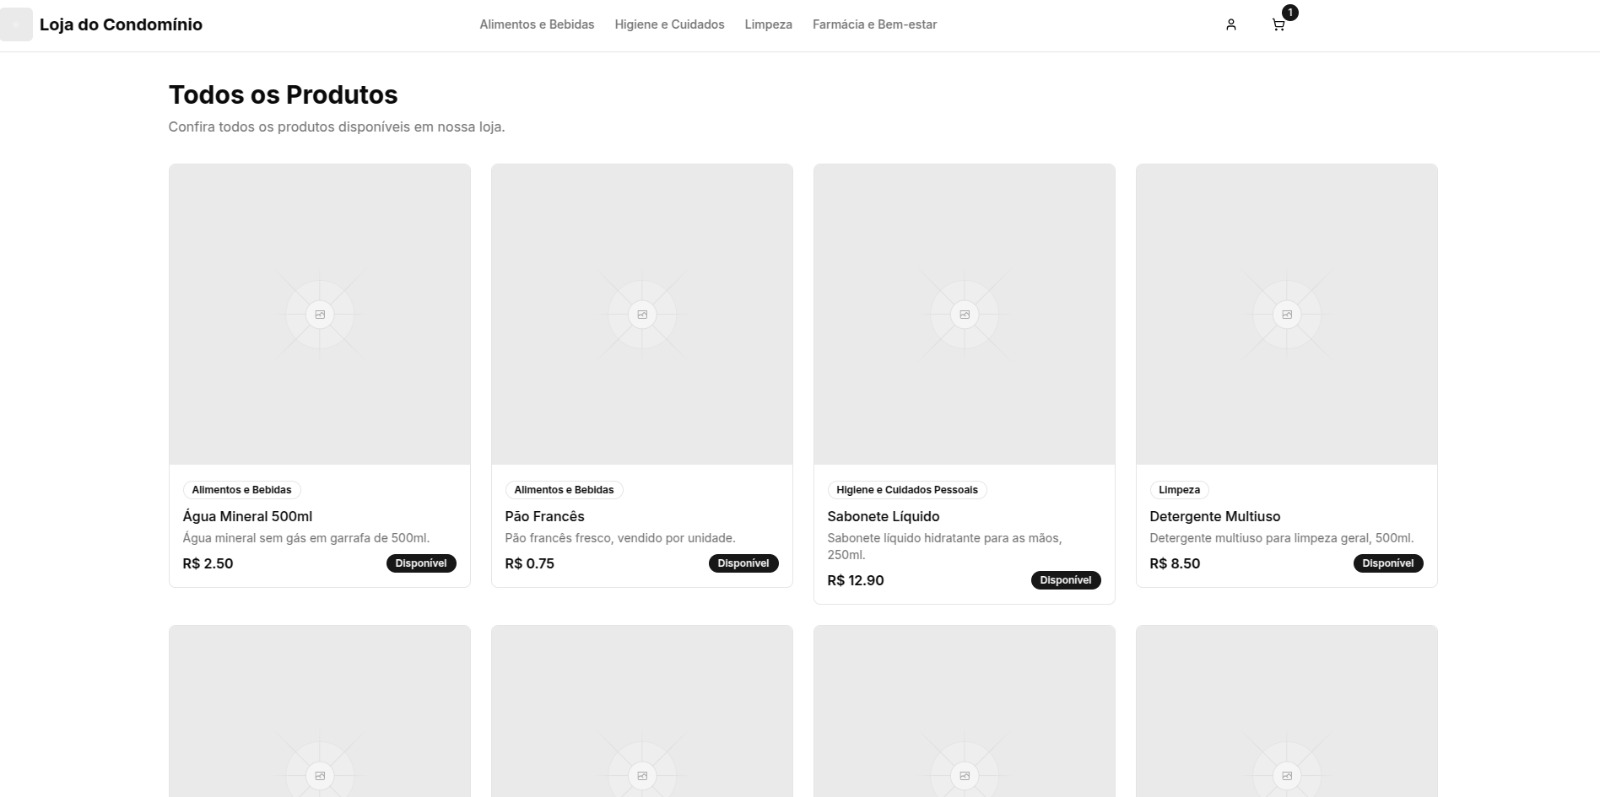 Loja do Condomínio
Alimentos e Bebidas
Higiene e Cuidados
Limpeza
Farmácia e Bem-estar
1
Todos os Produtos
Confira todos os produtos disponíveis em nossa loja.
Alimentos e Bebidas
Água Mineral 500ml
Água mineral sem gás em garrafa de 500ml.
R$ 2.50
Disponível
Alimentos e Bebidas
Pão Francês
Pão francês fresco, vendido por unidade.
R$ 0.75
Disponível
Higiene e Cuidados Pessoais
Sabonete Líquido
Sabonete líquido hidratante para as mãos,
250ml.
R$ 12.90
Disponível
Limpeza
Detergente Multiuso
Detergente multiuso para limpeza geral, 500ml.
R$ 8.50
Disponível